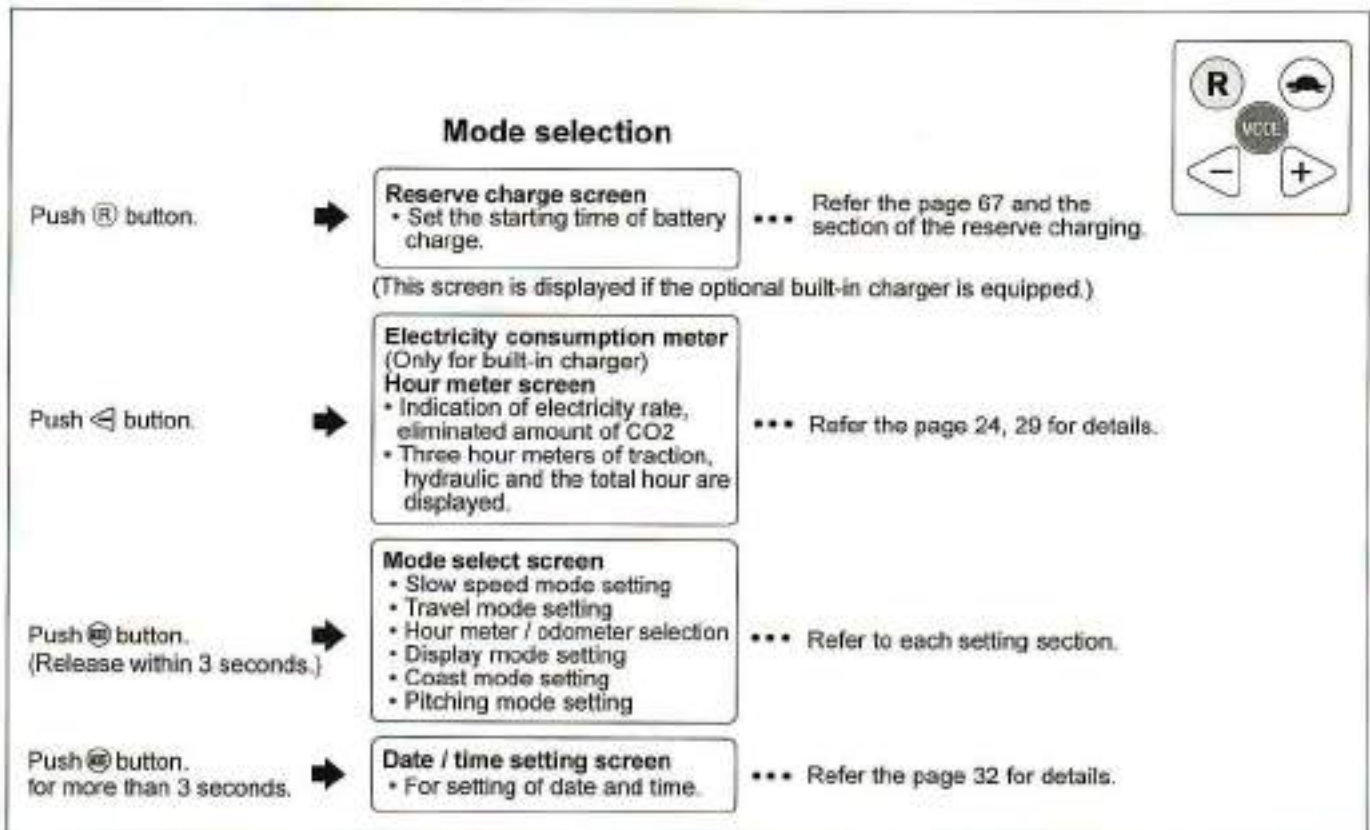 R
MODE
−
+
Mode selection
Push Ⓡ button.
Reserve charge screen
• Set the starting time of battery
charge.
••• Refer the page 67 and the
section of the reserve charging.
(This screen is displayed if the optional built-in charger is equipped.)
Push button.
Electricity consumption meter
(Only for built-in charger)
Hour meter screen
• Indication of electricity rate,
eliminated amount of CO2
• Three hour meters of traction,
hydraulic and the total hour are
displayed.
••• Refer the page 24, 29 for details.
Push button.
(Release within 3 seconds.)
Mode select screen
• Slow speed mode setting
• Travel mode setting
• Hour meter / odometer selection
• Display mode setting
• Coast mode setting
• Pitching mode setting
••• Refer to each setting section.
Push button.
for more than 3 seconds.
Date / time setting screen
• For setting of date and time.
••• Refer the page 32 for details.